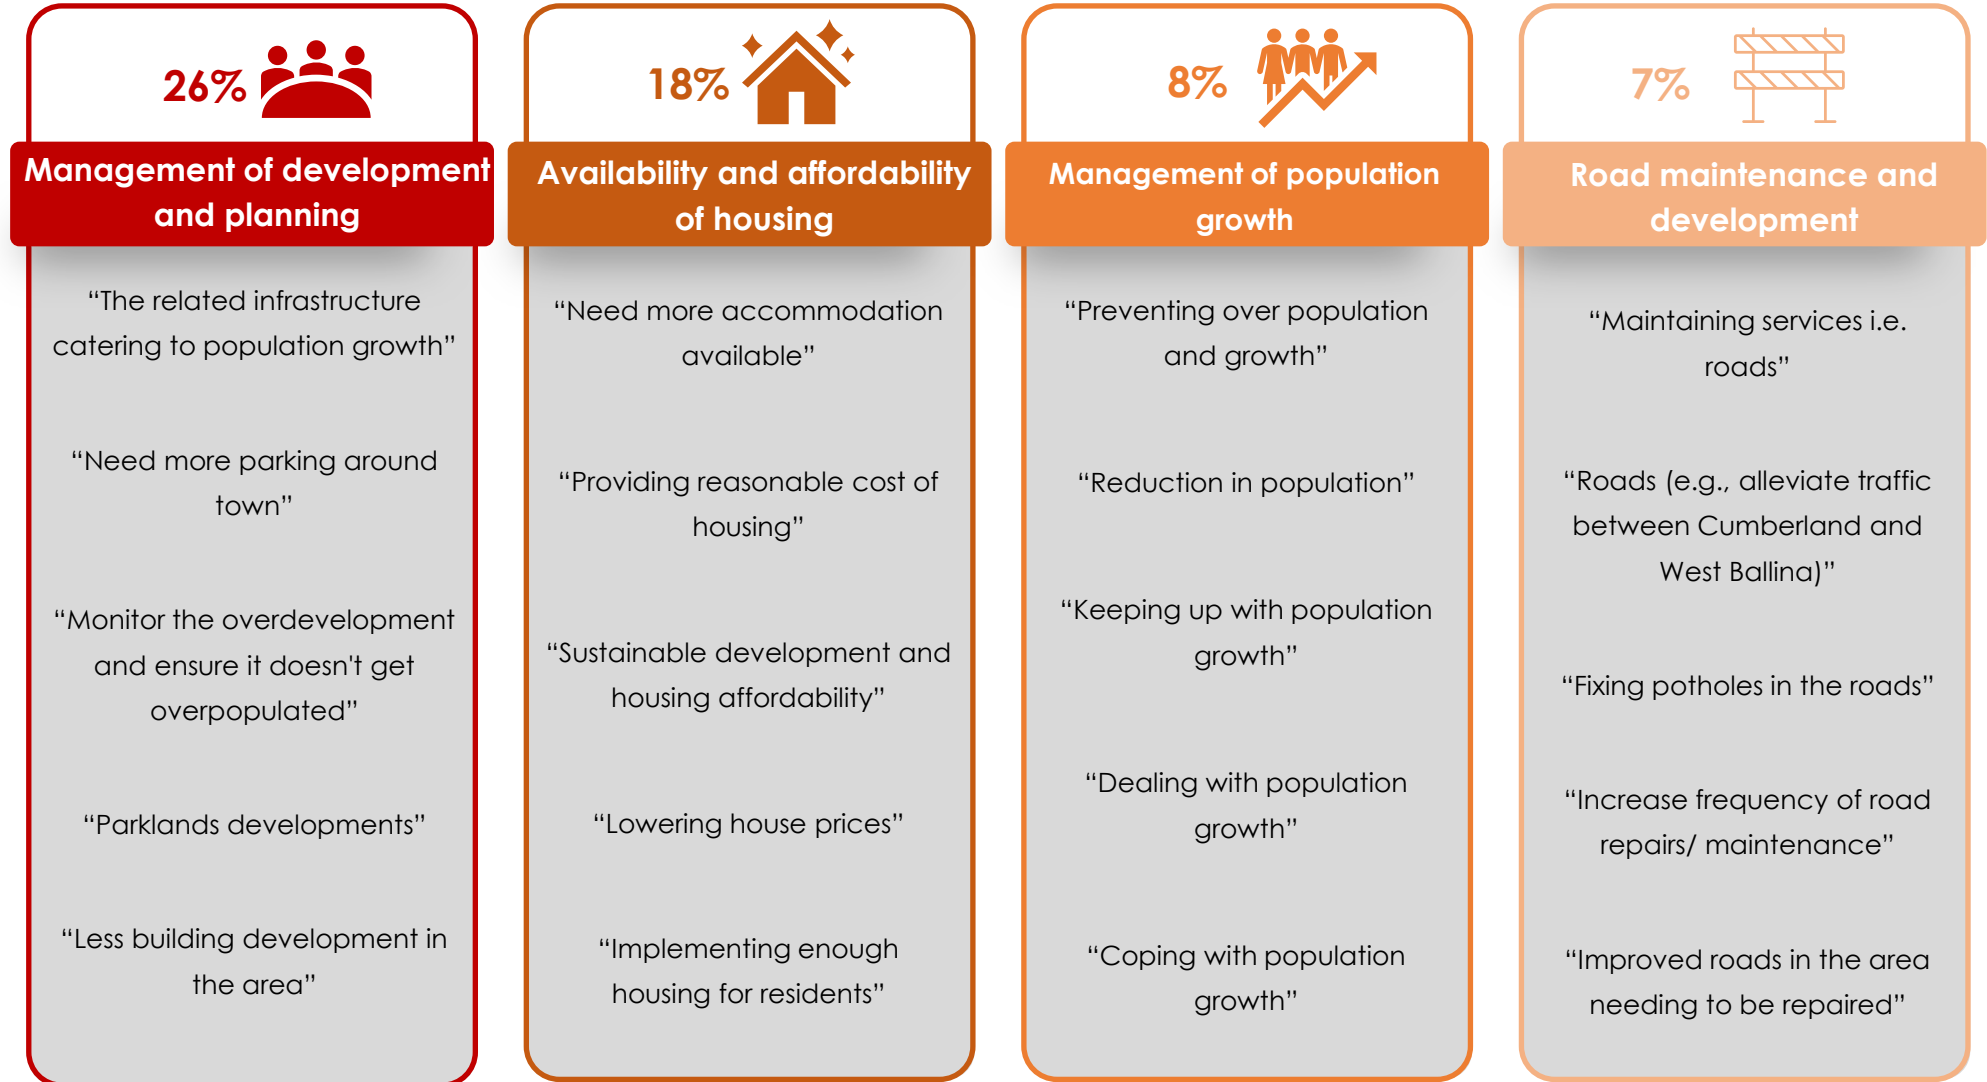 26%
Management of development
and planning
“The related infrastructure
catering to population growth”
“Need more parking around
town”
“Monitor the overdevelopment
and ensure it doesn't get
overpopulated”
“Parklands developments”
“Less building development in
the area”
18%
Availability and affordability
of housing
“Need more accommodation
available”
“Providing reasonable cost of
housing”
“Sustainable development and
housing affordability”
“Lowering house prices”
“Implementing enough
housing for residents”
8%
Management of population
growth
“Preventing over population
and growth”
“Reduction in population”
“Keeping up with population
growth”
“Dealing with population
growth”
“Coping with population
growth”
7%
Road maintenance and
development
“Maintaining services i.e.
roads”
“Roads (e.g., alleviate traffic
between Cumberland and
West Ballina)”
“Fixing potholes in the roads”
“Increase frequency of road
repairs/ maintenance”
“Improved roads in the area
needing to be repaired”